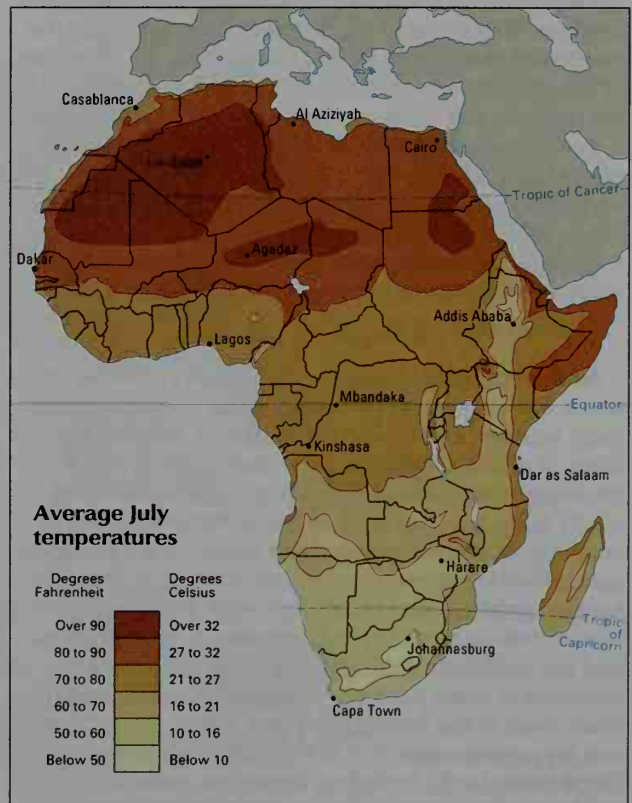 Casablanca
Al Aziziyah
Cairo
Tropic of Cancer
Dakar
Agadez
Addis Ababa
Lagos
Mbandaka
Equator
Kinshasa
Dar as Salaam
Average July
temperatures
Degrees
Fahrenheit
Degrees
Celsius
Over 90 Over 32
80 to 90 27 to 32
70 to 80 21 to 27
60 to 70 16 to 21
50 to 60 10 to 16
Below 50 Below 10
Harare
Tropic
of
Capricorn
Johannasburg
Capa Town